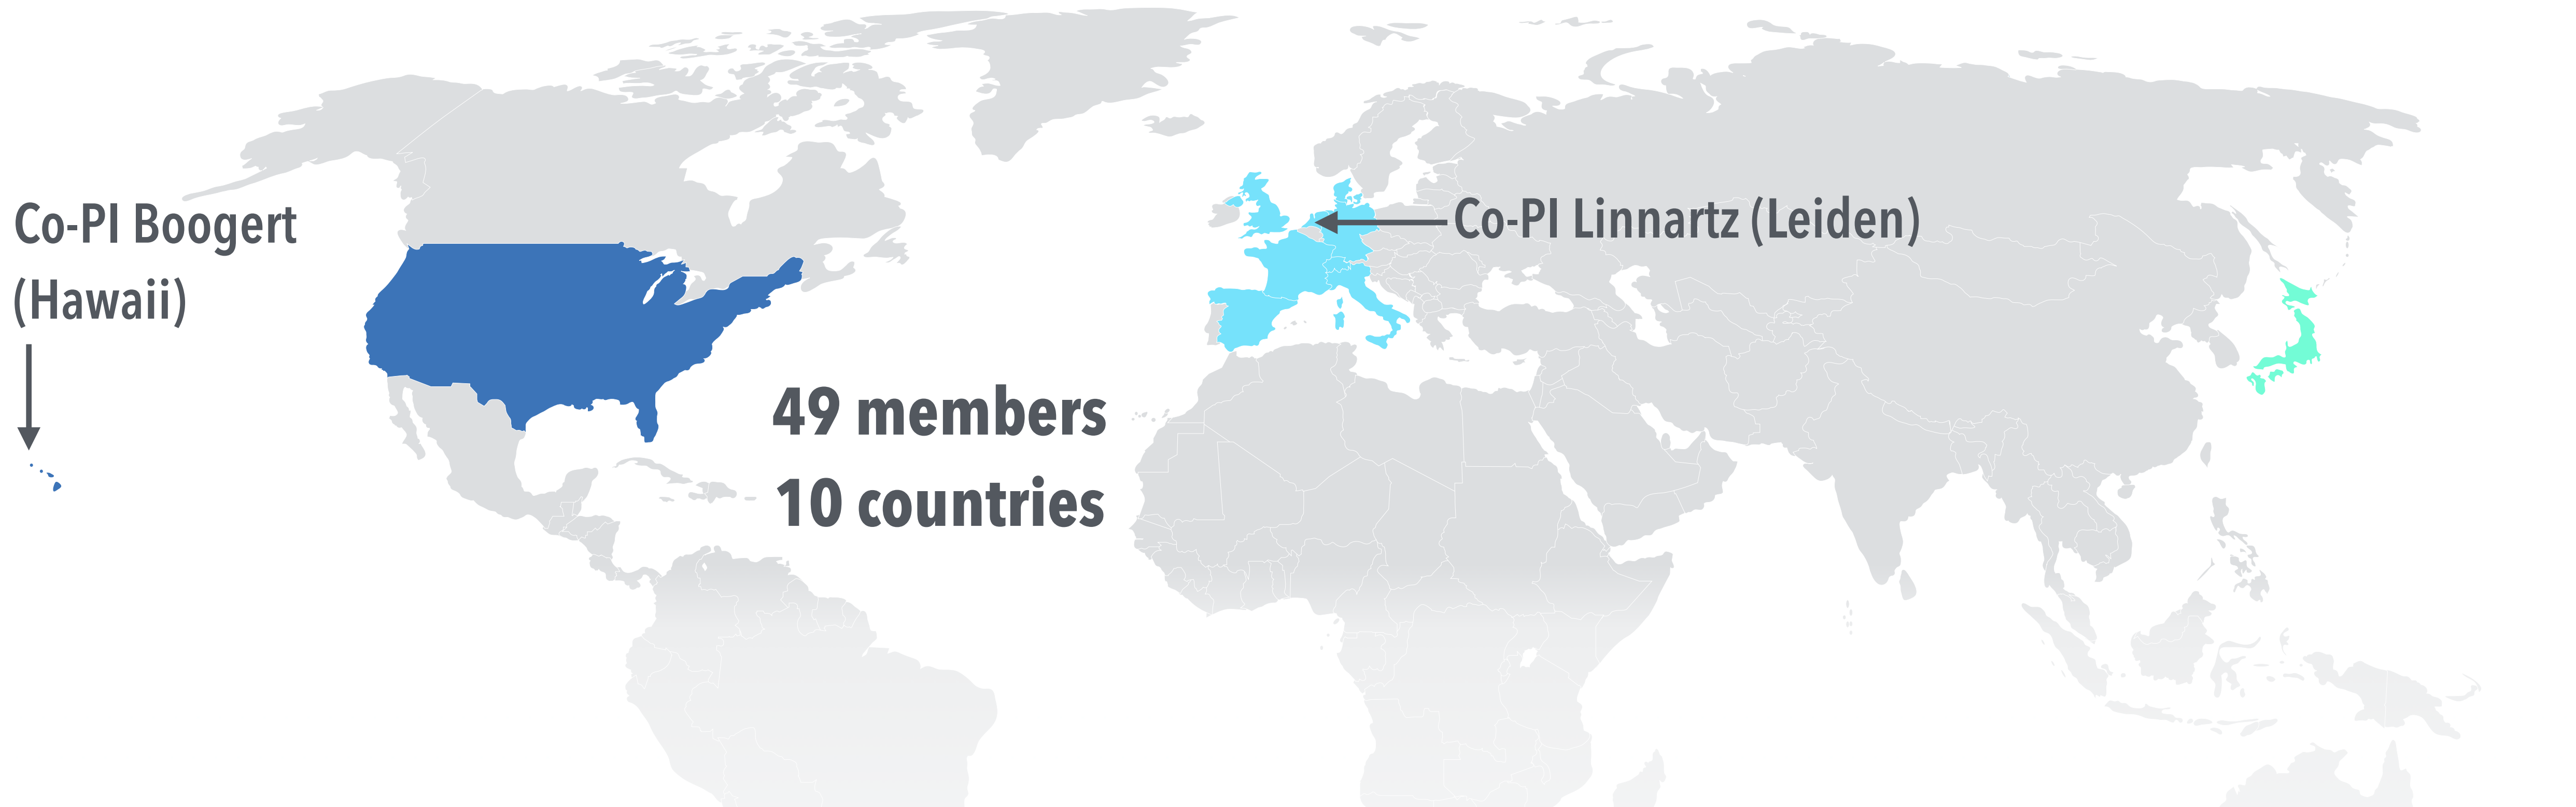 Co-PI Boogert
(Hawaii)
Co-PI Linnartz (Leiden)
49 members
10 countries